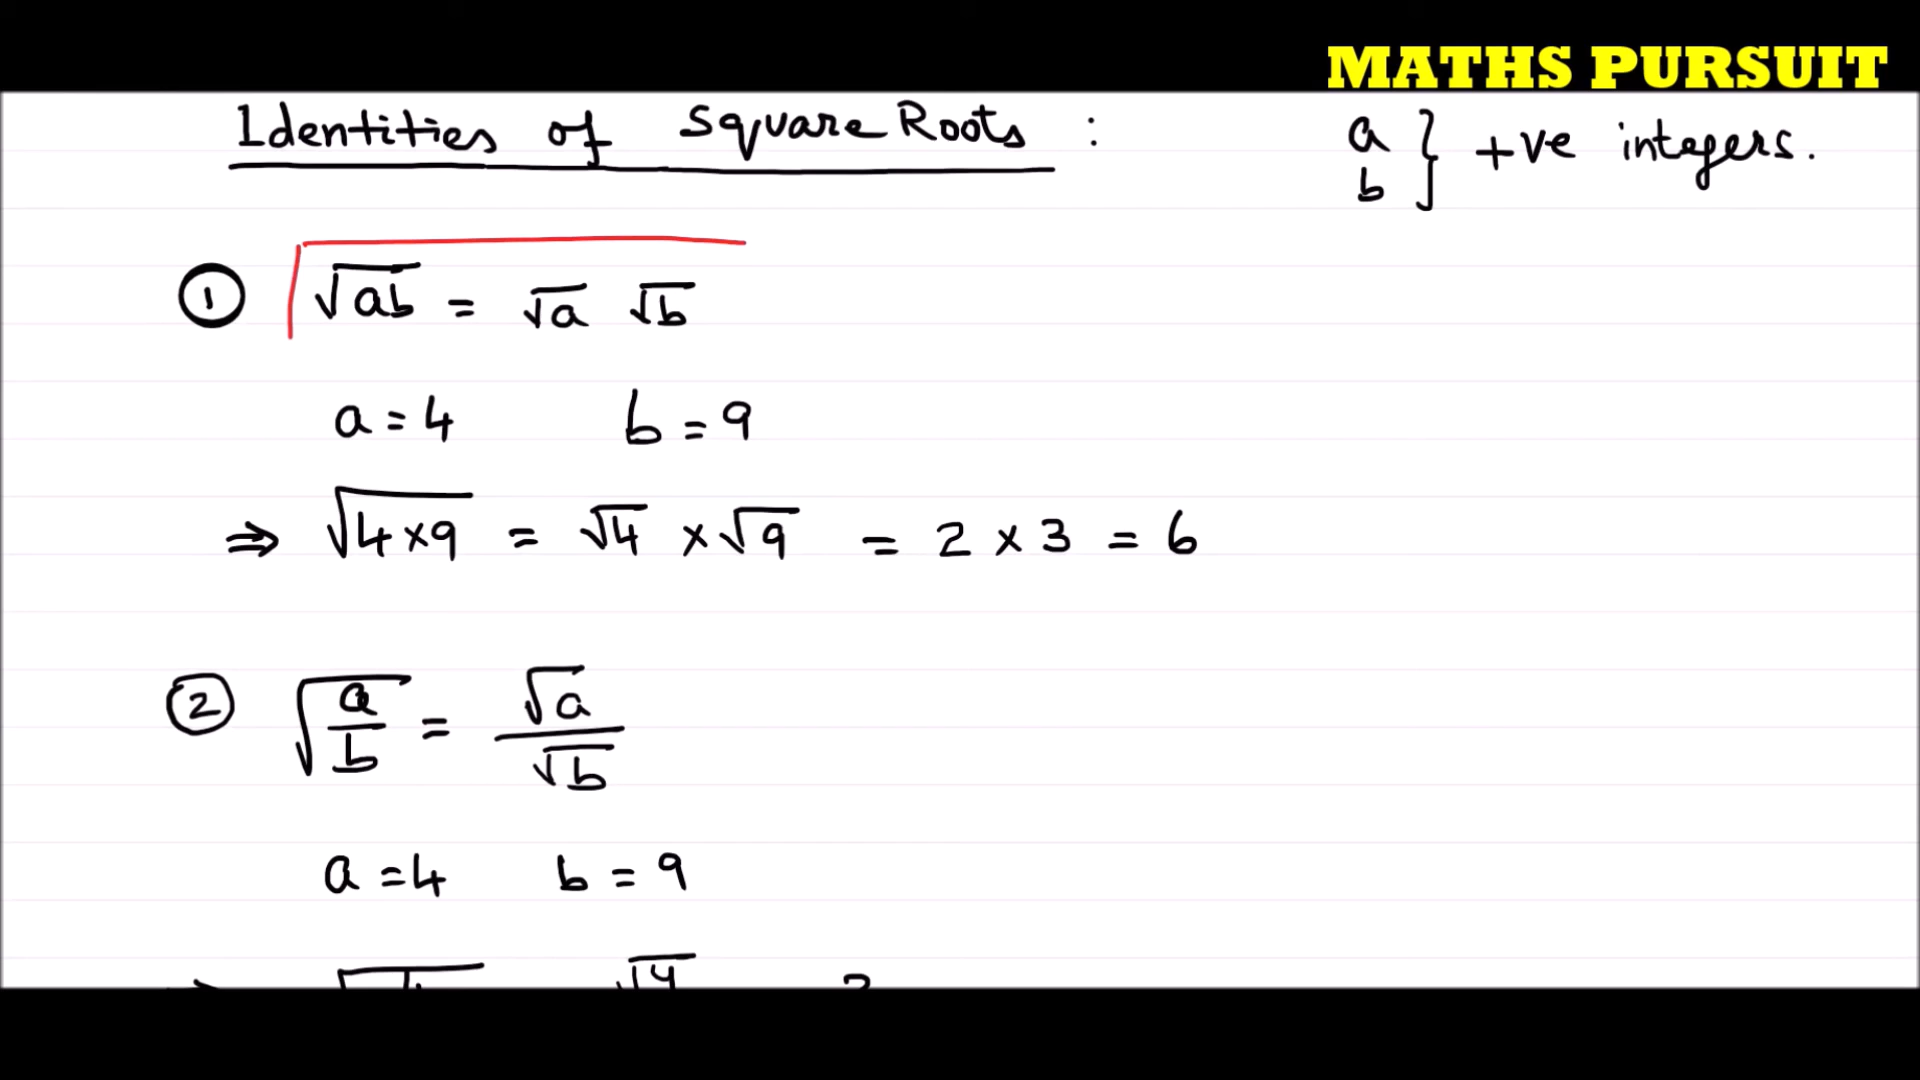 MATHS PURSUIT
Identities of Square Roots :
a } +ve integers.
b
① √ab = √a √b
a = 4 b = 9
⇒ √4×9 = √4 × √9 = 2 × 3 = 6
② √a/b = √a/√b
a = 4 b = 9